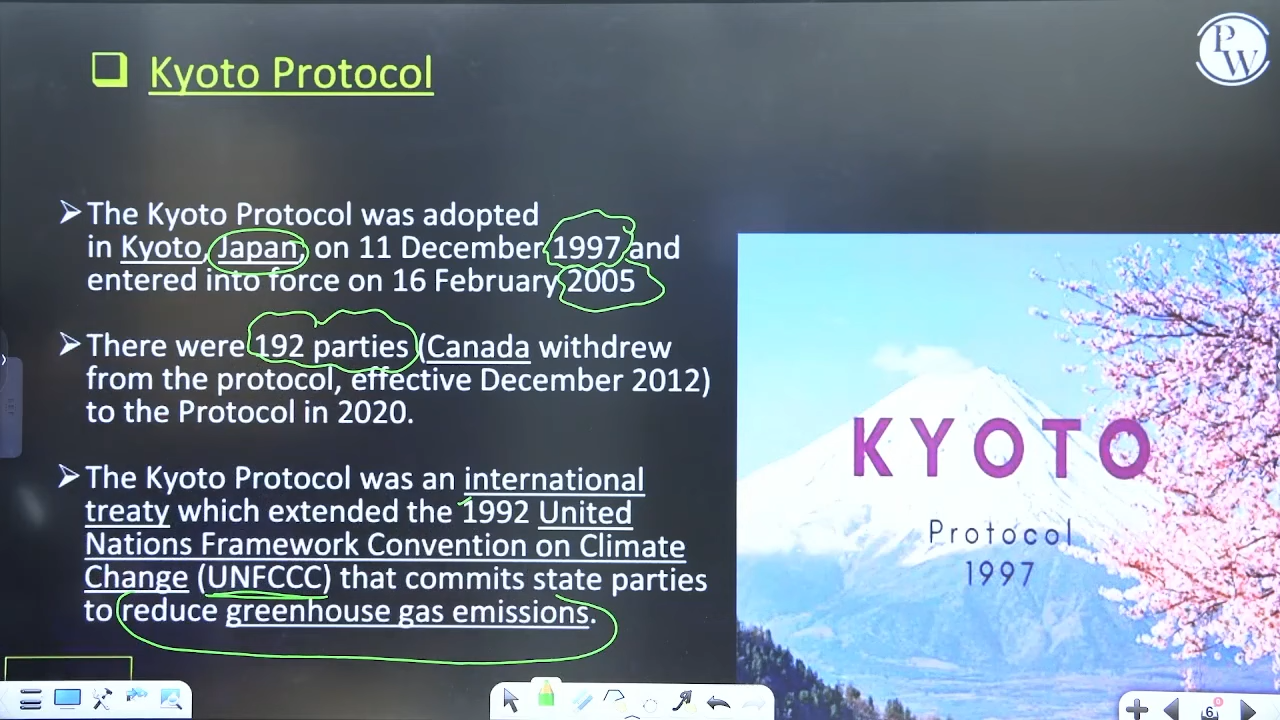 PW
Kyoto Protocol
The Kyoto Protocol was adopted
in Kyoto, Japan, on 11 December 1997 and
entered into force on 16 February 2005
There were 192 parties (Canada withdrew
from the protocol, effective December 2012)
to the Protocol in 2020.
The Kyoto Protocol was an international
treaty which extended the 1992 United
Nations Framework Convention on Climate
Change (UNFCCC) that commits state parties
to reduce greenhouse gas emissions.
KYOTO
Protocol
1997
6